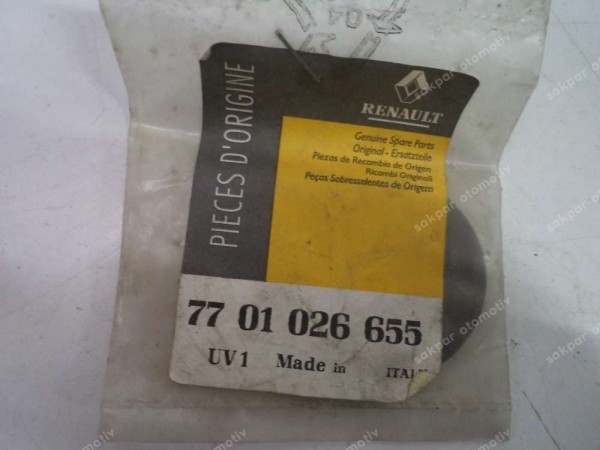 PIECES D'ORIGINE
RENAULT
Genuine Spare Parts
Original - Ersatzteile
Piezas de Recambio de Origen
Ricambi Originali
Peças Sobresselentes de Origem
77 01 026 655
UV1 Made in
sakpar otomotiv
sakpar otomotiv
sakpar otomotiv
sakpar otomotiv